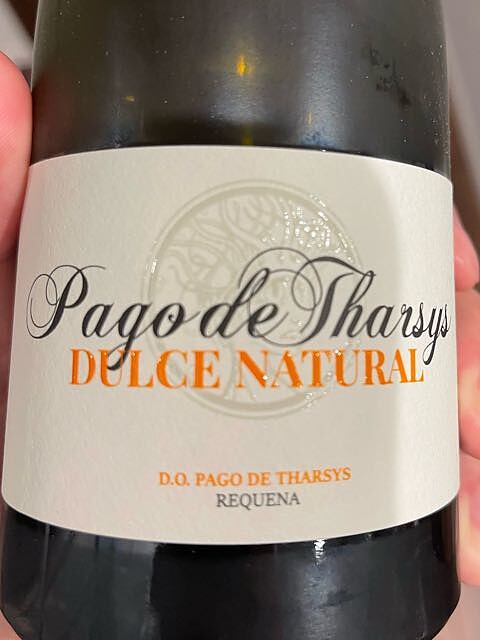 Pago de Tharsys
DULCE NATURAL
D.O. PAGO DE THARSYS
REQUENA